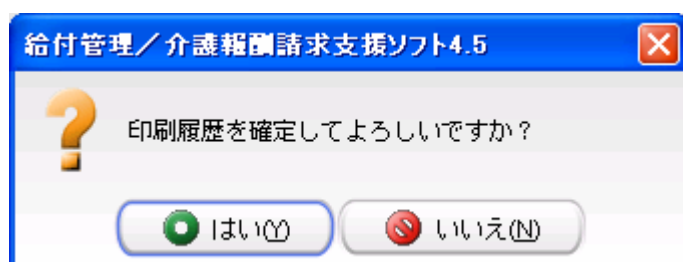 給付管理／介護報酬請求支援ソフト4.5
印刷履歴を確定してよろしいですか？
はい(Y) いいえ(N)